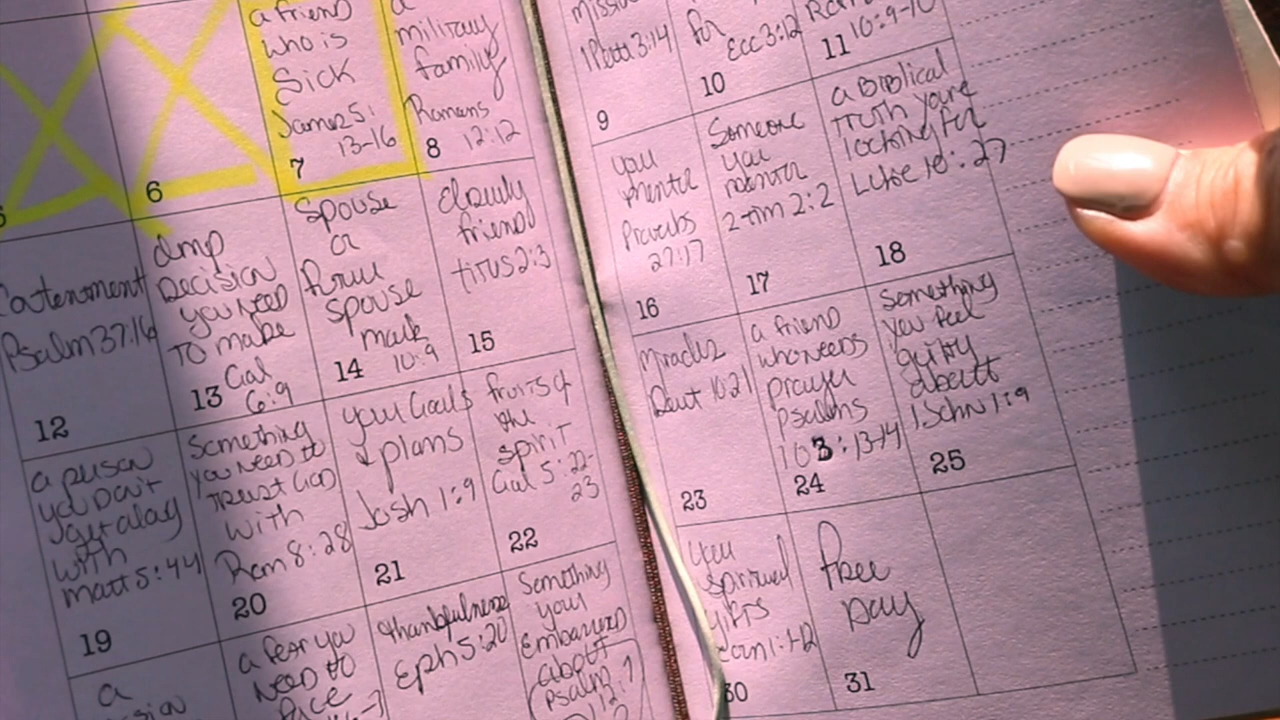 a friend
who is
Sick
James 5:
13-16
7
a
military
family
Romans
12:12
8
1 Peter 3:14
9
for
Ecc 3:12
10
10:9-10
11
6
Psalm 37:16
12
Decision
you need
to make
Gal
6:9
13
Spouse
or
future
spouse
mark
10:9
14
Elderly
friend
titus 2:3
15
you
mentor
Proverbs
27:17
16
Someone
you
mentor
2 tim 2:2
17
a Biblical
Truth you're
looking for
Luke 10:27
18
a person
you don't
get along
with
Matt 5:44
19
Something
you need to
Trust God
with
Rom 8:28
20
your Goals
& plans
Josh 1:9
21
fruits of
the
spirit
Gal 5:22-
23
22
Miracles
Deut 10:21
23
a friend
who needs
prayer
psalms
103:13-14
24
Something
you feel
guilty
about
1 John 1:9
25
a
a fear you
need to
face
thankfulness
Eph 5:20
Something
your
Embarrassed
about
Psalm
your
spiritual
gifts
30
free
Day
31